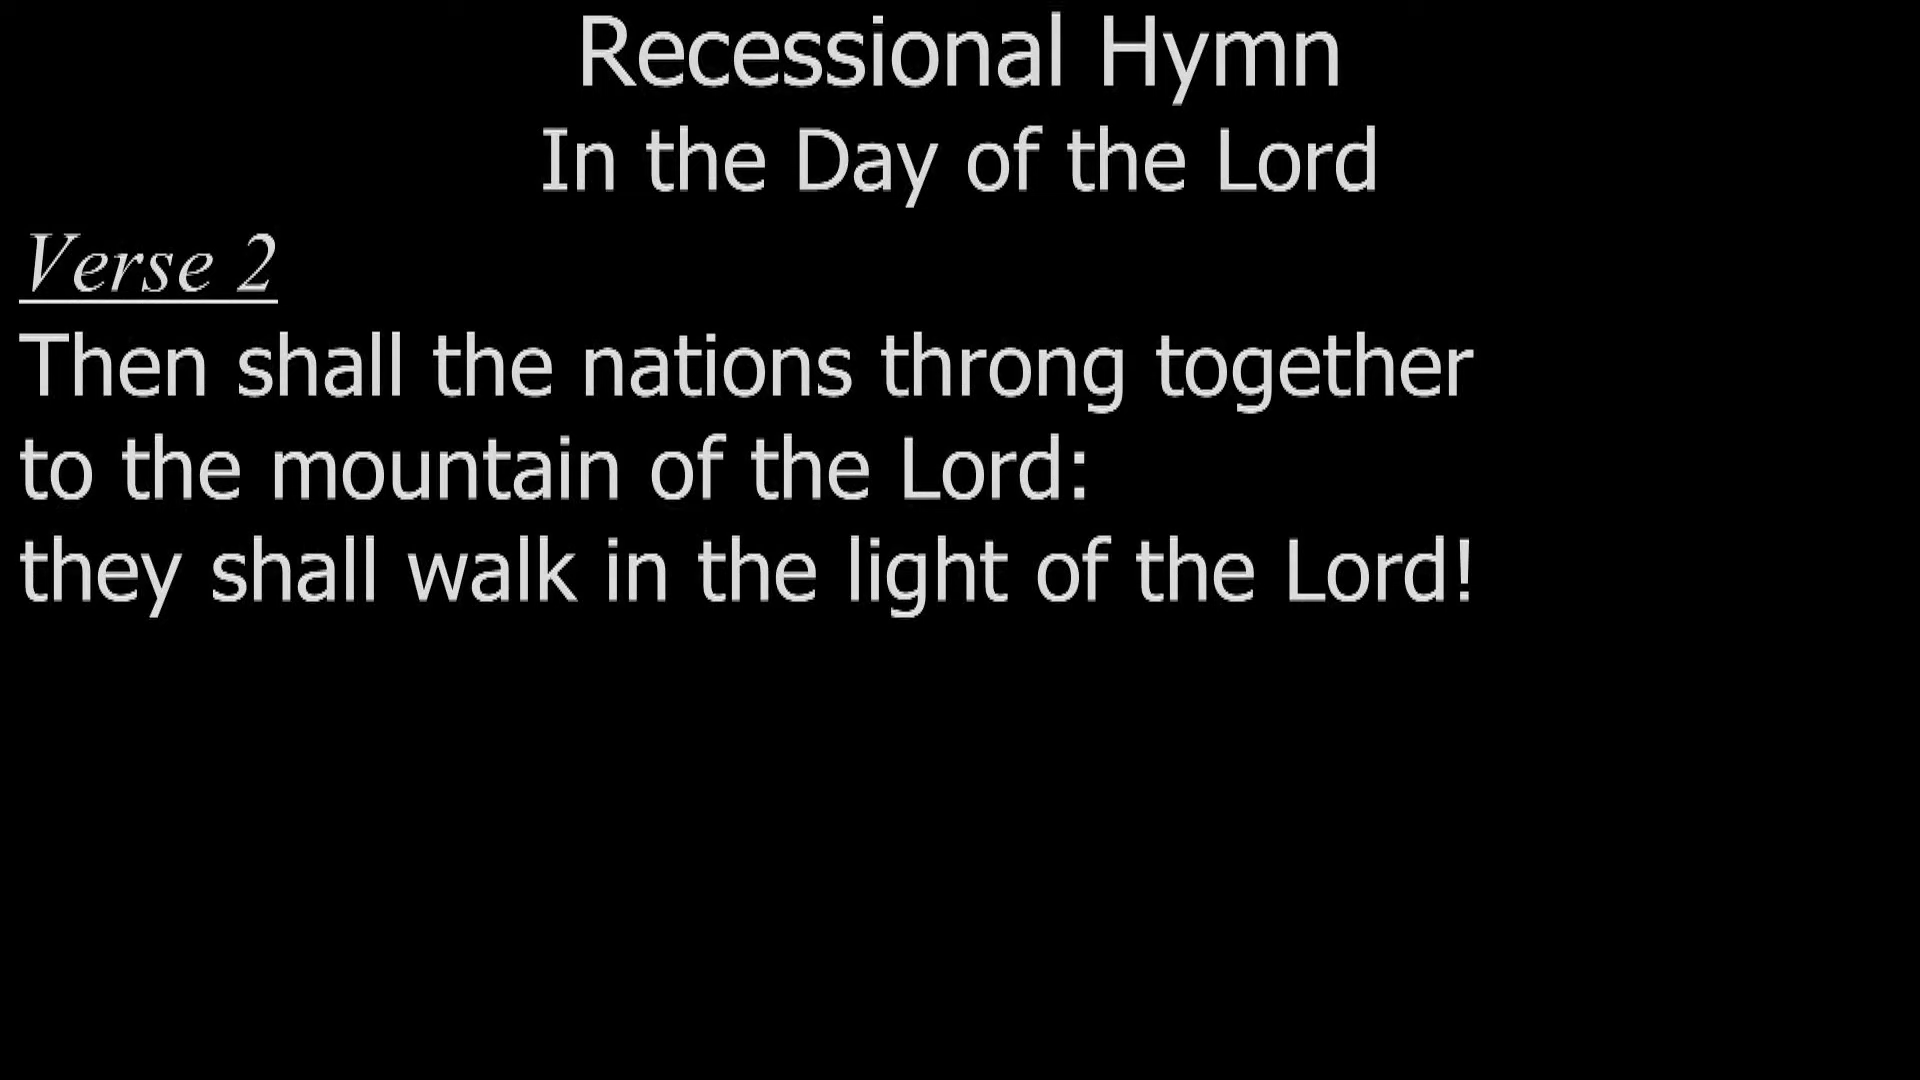 Recessional Hymn
In the Day of the Lord
Verse 2
Then shall the nations throng together
to the mountain of the Lord:
they shall walk in the light of the Lord!